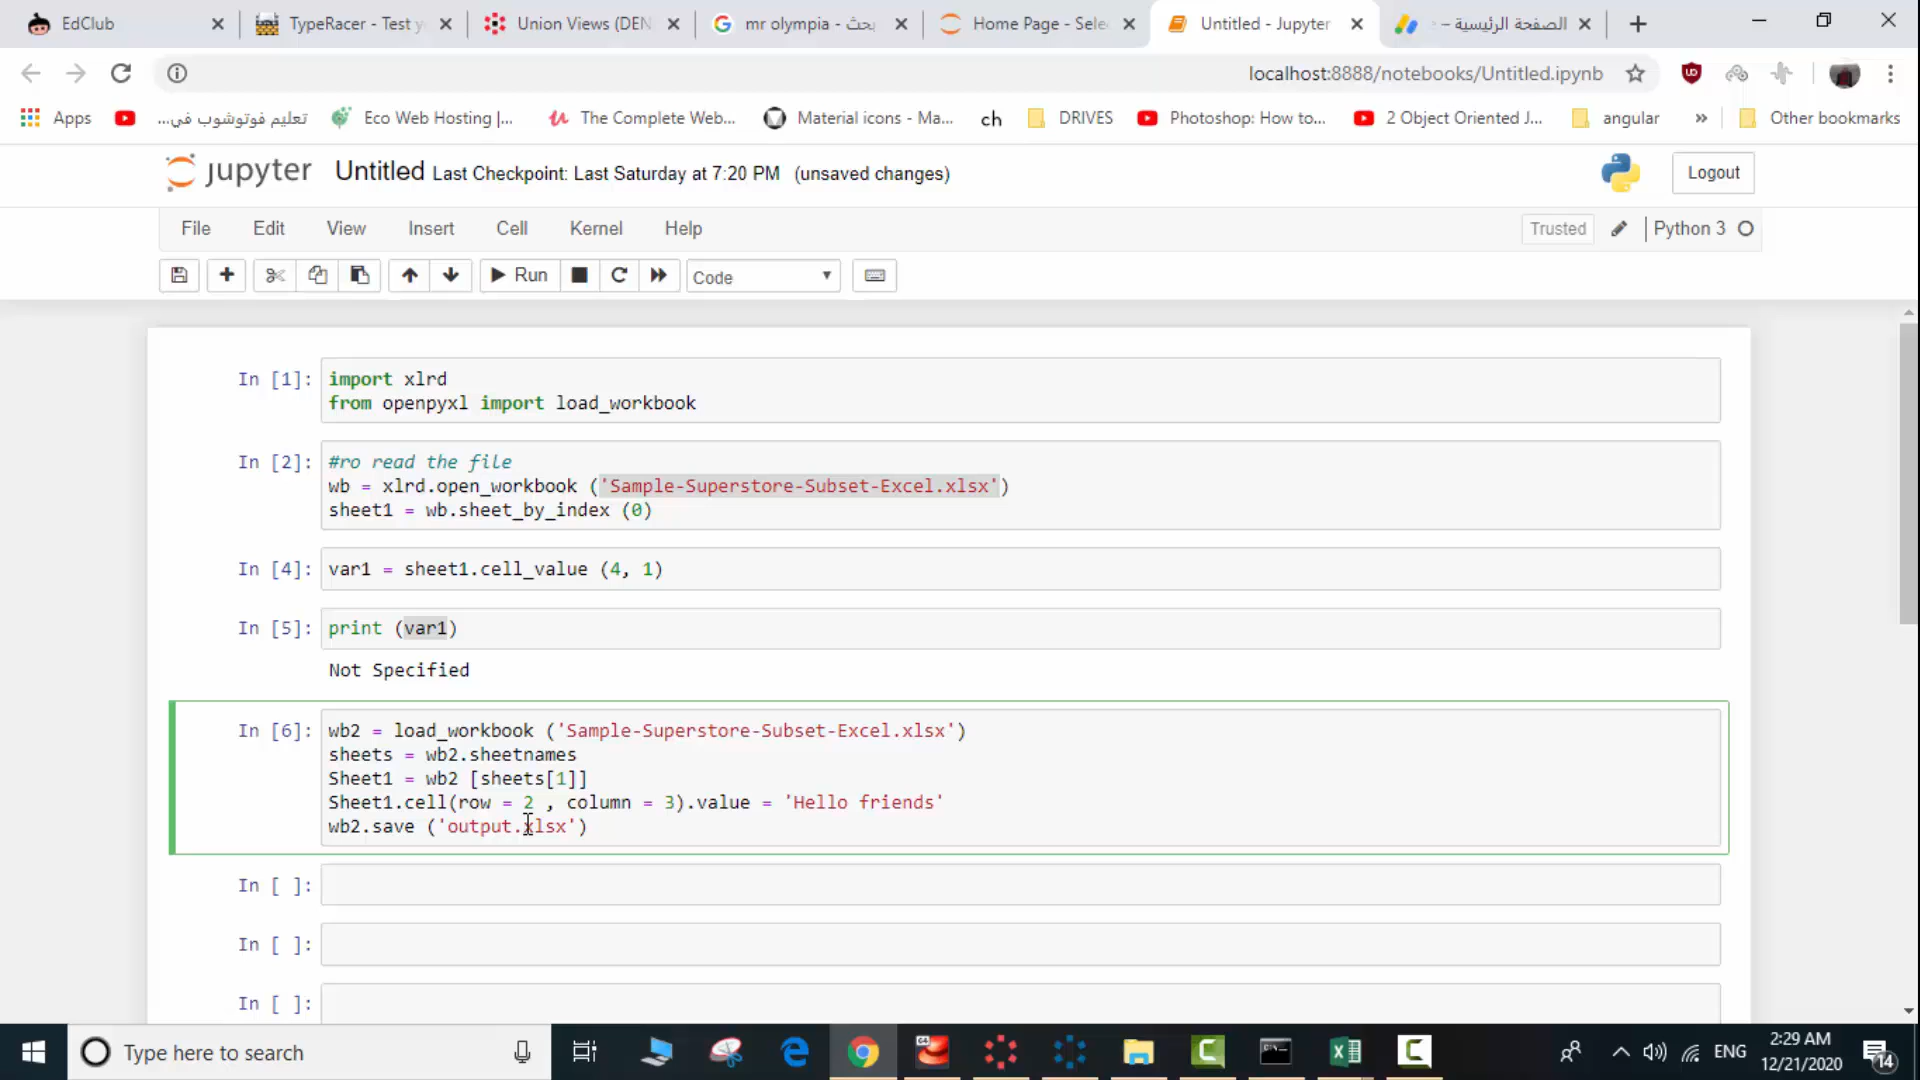 EdClub
TypeRacer - Test y
Union Views (DEN
mr olympia - بحث
Home Page - Sele
Untitled - Jupyter
الصفحة الرئيسية –
localhost:8888/notebooks/Untitled.ipynb
Apps
تعليم فوتوشوب في...
Eco Web Hosting |...
The Complete Web...
Material icons - Ma...
ch
DRIVES
Photoshop: How to...
2 Object Oriented J...
angular
»
Other bookmarks
jupyter
Untitled Last Checkpoint: Last Saturday at 7:20 PM (unsaved changes)
Logout
File
Edit
View
Insert
Cell
Kernel
Help
Trusted
Python 3
Run
Code
In [1]:
import xlrd
from openpyxl import load_workbook
In [2]:
#ro read the file
wb = xlrd.open_workbook ('Sample-Superstore-Subset-Excel.xlsx')
sheet1 = wb.sheet_by_index (0)
In [4]:
var1 = sheet1.cell_value (4, 1)
In [5]:
print (var1)
Not Specified
In [6]:
wb2 = load_workbook ('Sample-Superstore-Subset-Excel.xlsx')
sheets = wb2.sheetnames
Sheet1 = wb2 [sheets[1]]
Sheet1.cell(row = 2 , column = 3).value = 'Hello friends'
wb2.save ('output.xlsx')
In [ ]:
In [ ]:
In [ ]:
Type here to search
64
ENG
2:29 AM
12/21/2020
14